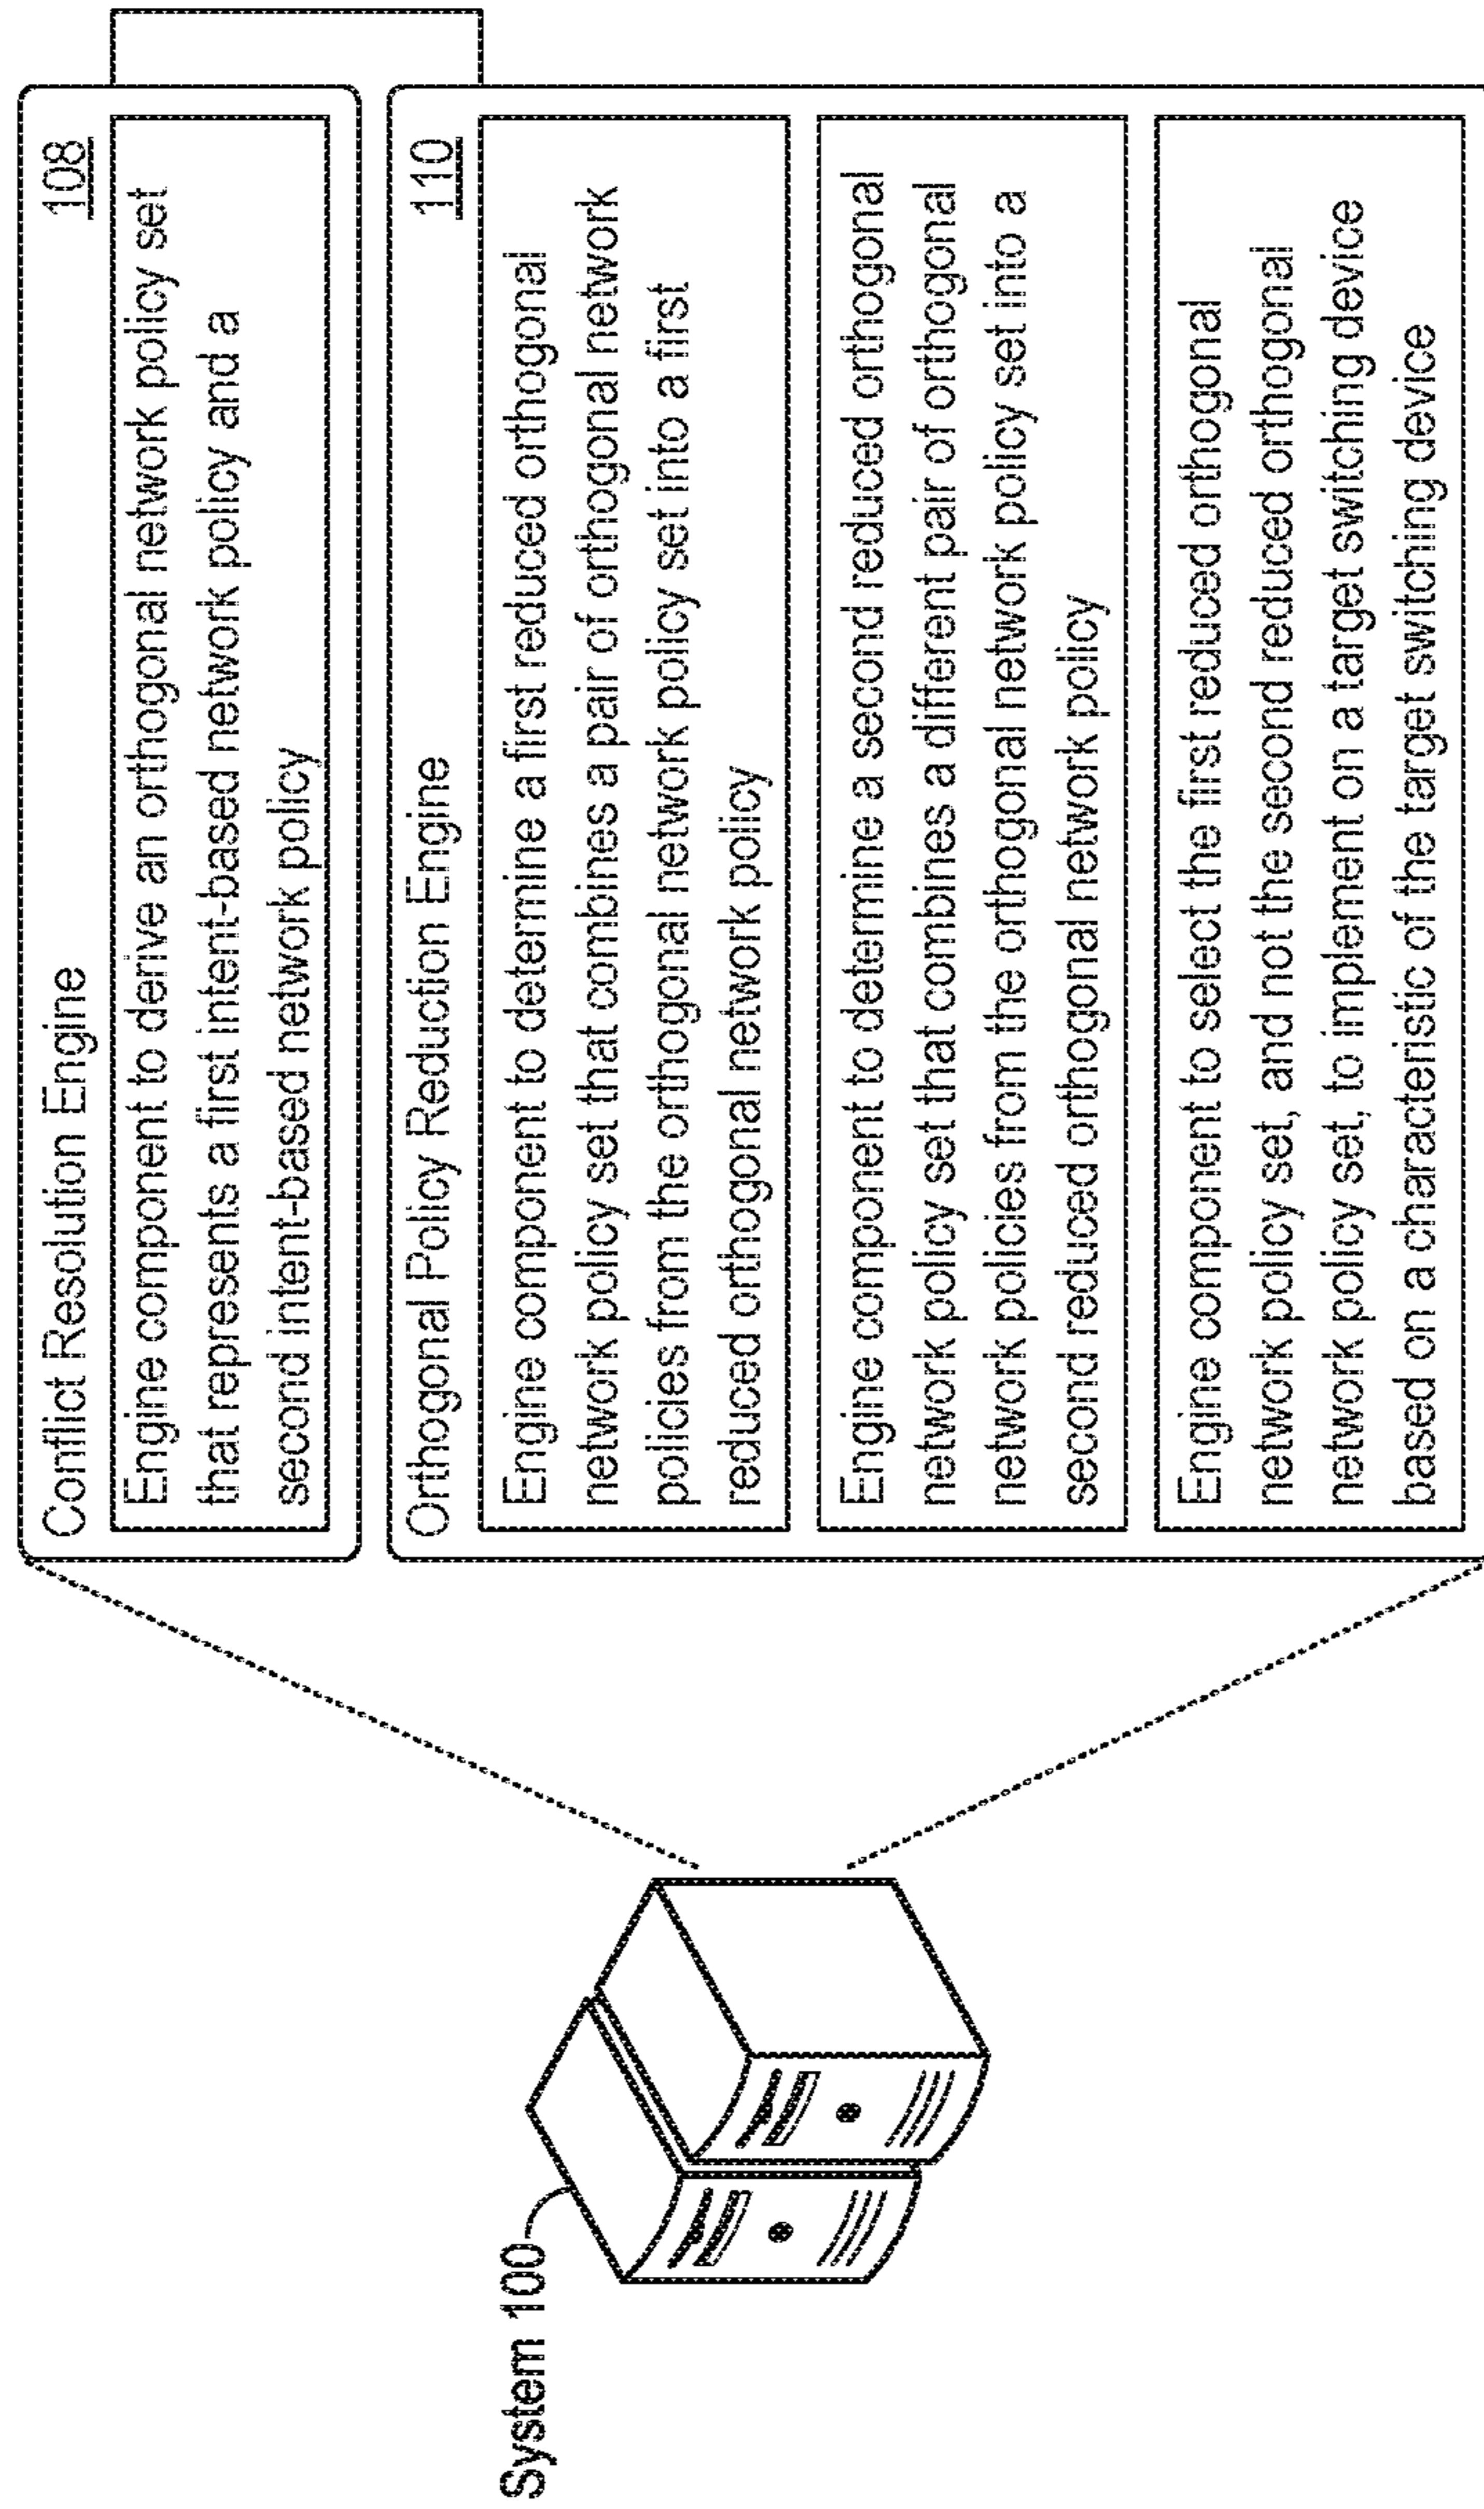 System 100
Conflict Resolution Engine 108
Engine component to derive an orthogonal network policy set
that represents a first intent-based network policy and a
second intent-based network policy
Orthogonal Policy Reduction Engine 110
Engine component to determine a first reduced orthogonal
network policy set that combines a pair of orthogonal network
policies from the orthogonal network policy set into a first
reduced orthogonal network policy
Engine component to determine a second reduced orthogonal
network policy set that combines a different pair of orthogonal
network policies from the orthogonal network policy set into a
second reduced orthogonal network policy
Engine component to select the first reduced orthogonal
network policy set, and not the second reduced orthogonal
network policy set, to implement on a target switching device
based on a characteristic of the target switching device